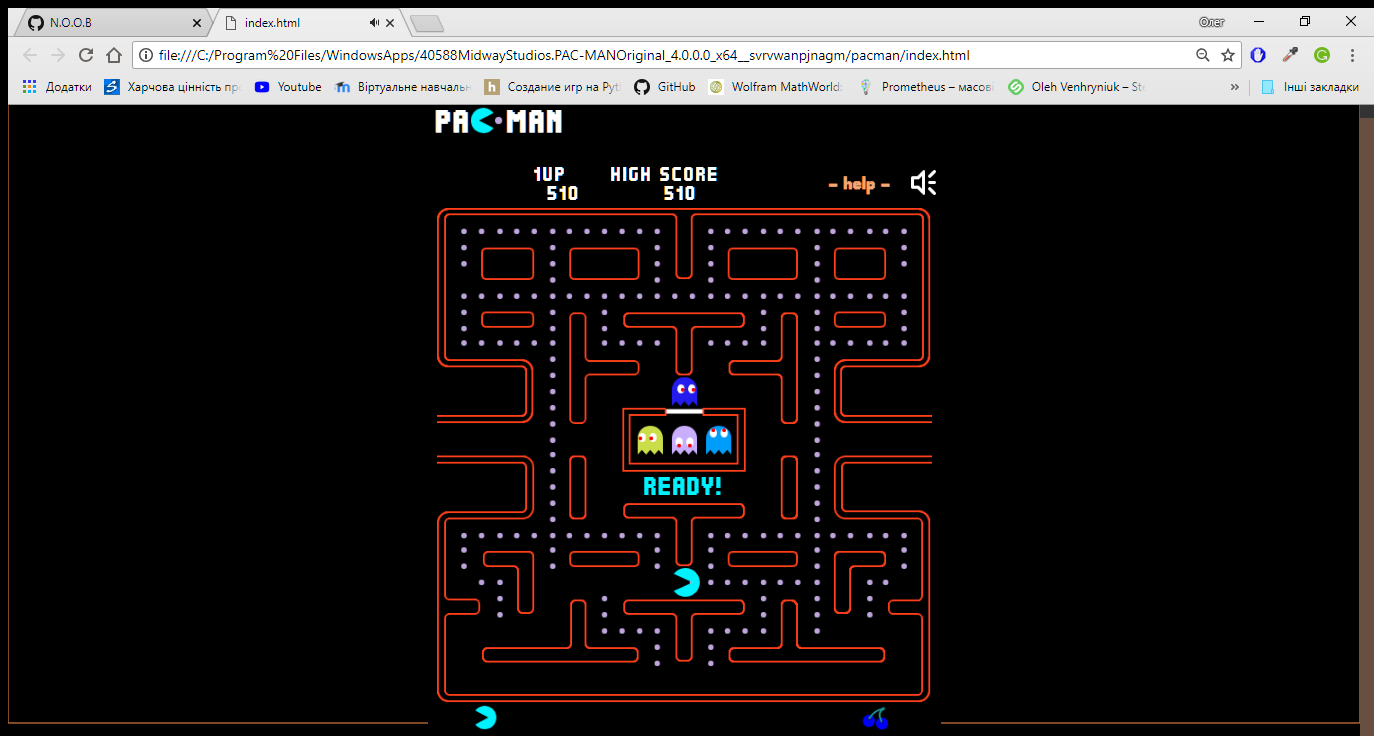 N.O.O.B
index.html
Олег
file:///C:/Program%20Files/WindowsApps/40588MidwayStudios.PAC-MANOriginal_4.0.0.0_x64__svrvwanpjnagm/pacman/index.html
Додатки
Харчова цінність пр
Youtube
Віртуальне навчаль
Создание игр на Pyt
GitHub
Wolfram MathWorld:
Prometheus – масові
Oleh Venhryniuk – Ste
Інші закладки
PAC-MAN
1UP HIGH SCORE
510 510
- help -
READY!